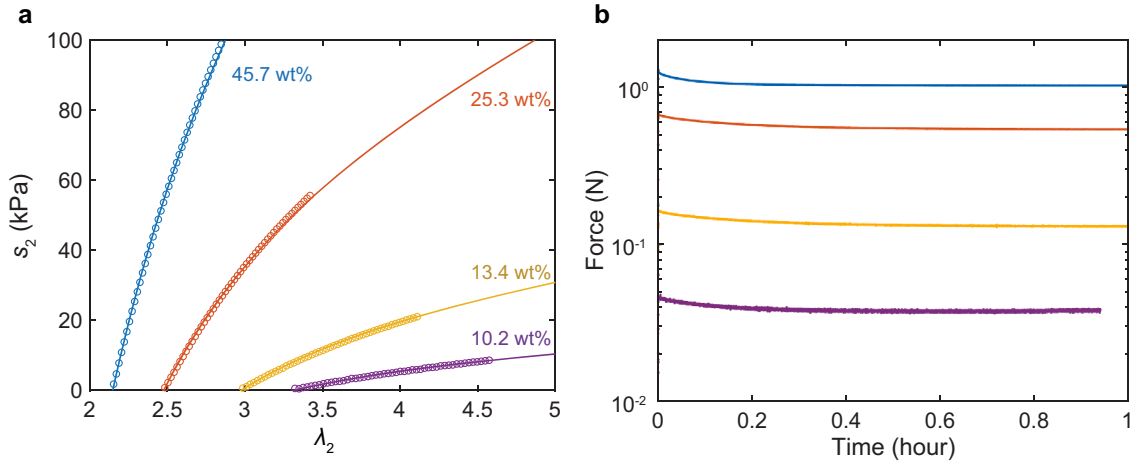 a
100
80
60
40
20
0
s₂ (kPa)
45.7 wt%
25.3 wt%
13.4 wt%
10.2 wt%
2 2.5 3 3.5 4 4.5 5
λ₂
b
10⁰
10⁻¹
10⁻²
Force (N)
0 0.2 0.4 0.6 0.8 1
Time (hour)